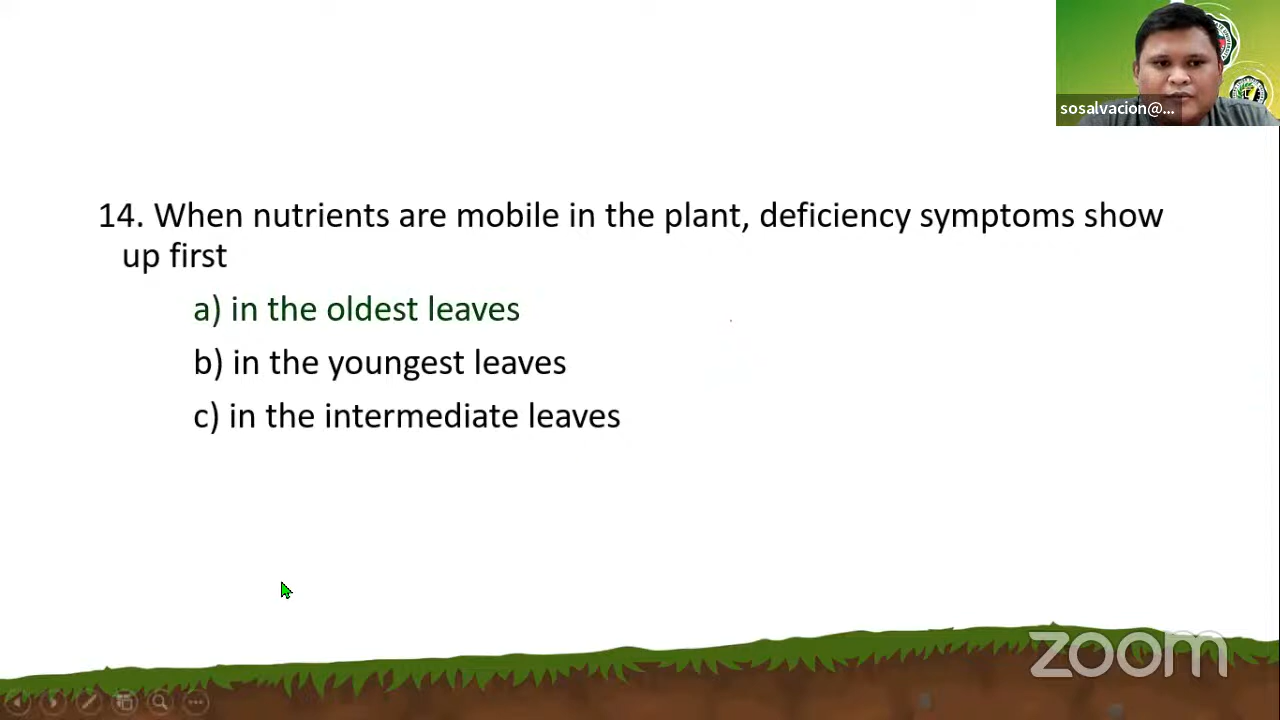 sosalvacion@...
14. When nutrients are mobile in the plant, deficiency symptoms show
up first
a) in the oldest leaves
b) in the youngest leaves
c) in the intermediate leaves
zoom